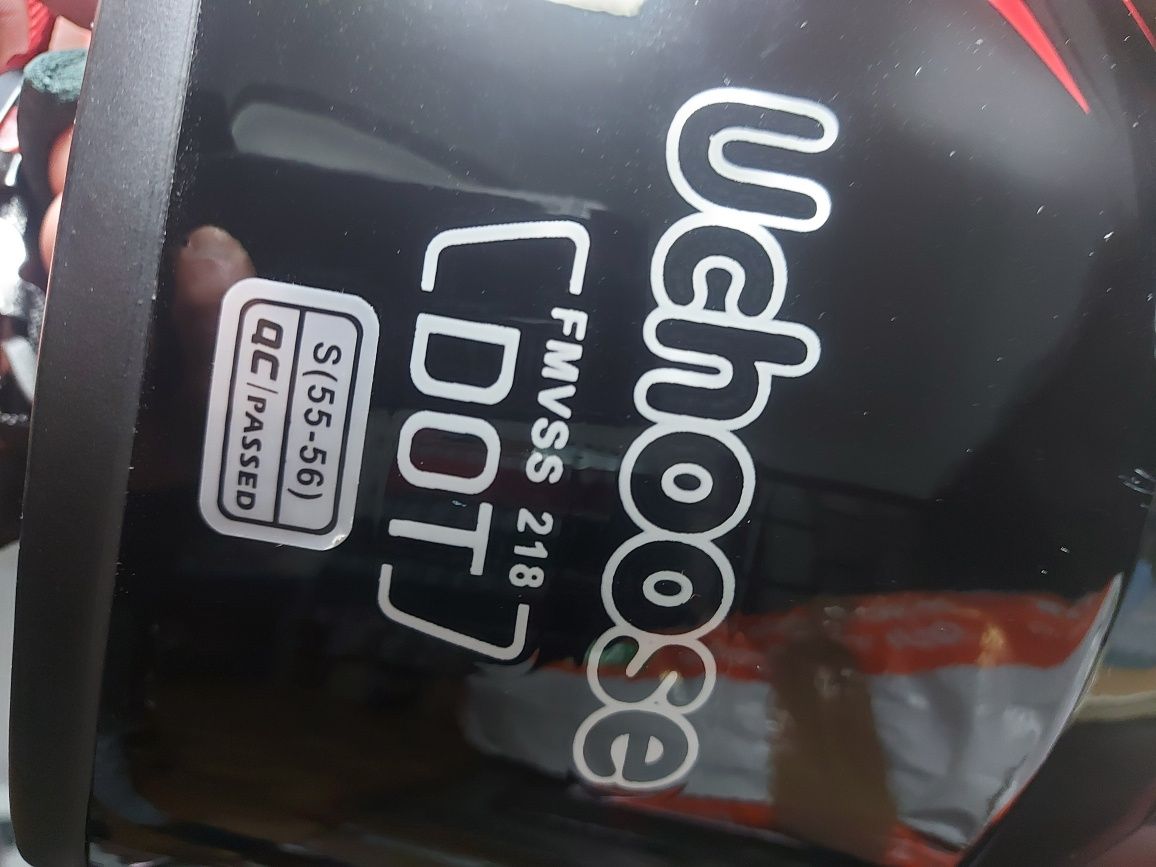 Uchoose
FMVSS 218
DOT
S(55-56)
QC/PASSED